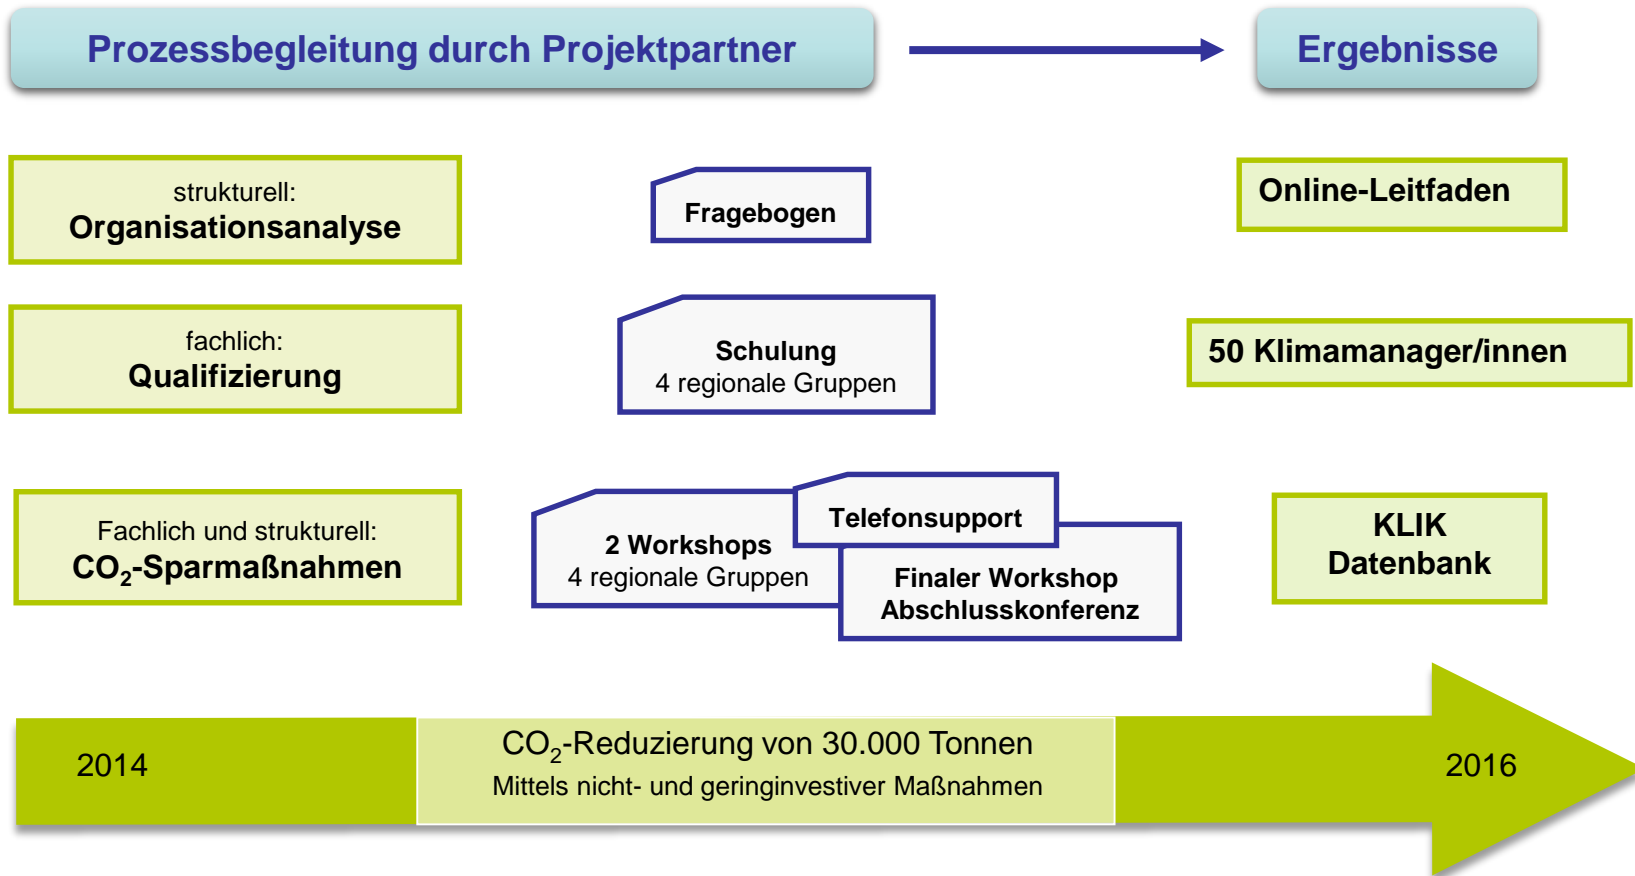 Prozessbegleitung durch Projektpartner
Ergebnisse
strukturell:
Organisationsanalyse
Fragebogen
Online-Leitfaden
fachlich:
Qualifizierung
Schulung
4 regionale Gruppen
50 Klimamanager/innen
Fachlich und strukturell:
CO₂-Sparmaßnahmen
2 Workshops
4 regionale Gruppen
Telefonsupport
Finaler Workshop
Abschlusskonferenz
KLIK
Datenbank
2014
CO₂-Reduzierung von 30.000 Tonnen
Mittels nicht- und geringinvestiver Maßnahmen
2016